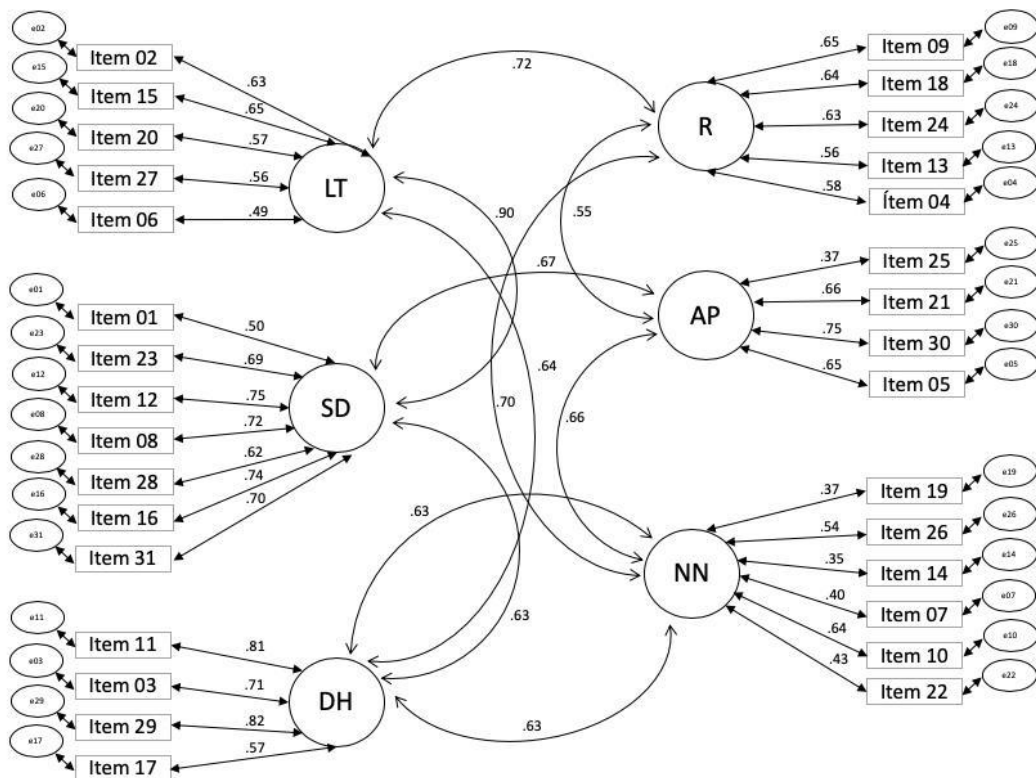 e02
Item 02
e15
Item 15
e20
Item 20
e27
Item 27
e06
Item 06
.63
.65
.57
.56
.49
LT
e01
Item 01
e23
Item 23
e12
Item 12
e08
Item 08
e28
Item 28
e16
Item 16
e31
Item 31
.50
.69
.75
.72
.62
.74
.70
SD
e11
Item 11
e03
Item 03
e29
Item 29
e17
Item 17
.81
.71
.82
.57
DH
.72
.90
.55
.67
.64
.70
.66
.63
.63
.63
R
.65
.64
.63
.56
.58
Item 09
e09
Item 18
e18
Item 24
e24
Item 13
e13
Ítem 04
e04
AP
.37
.66
.75
.65
Item 25
e25
Item 21
e21
Item 30
e30
Item 05
e05
NN
.37
.54
.35
.40
.64
.43
Item 19
e19
Item 26
e26
Item 14
e14
Item 07
e07
Item 10
e10
Item 22
e22